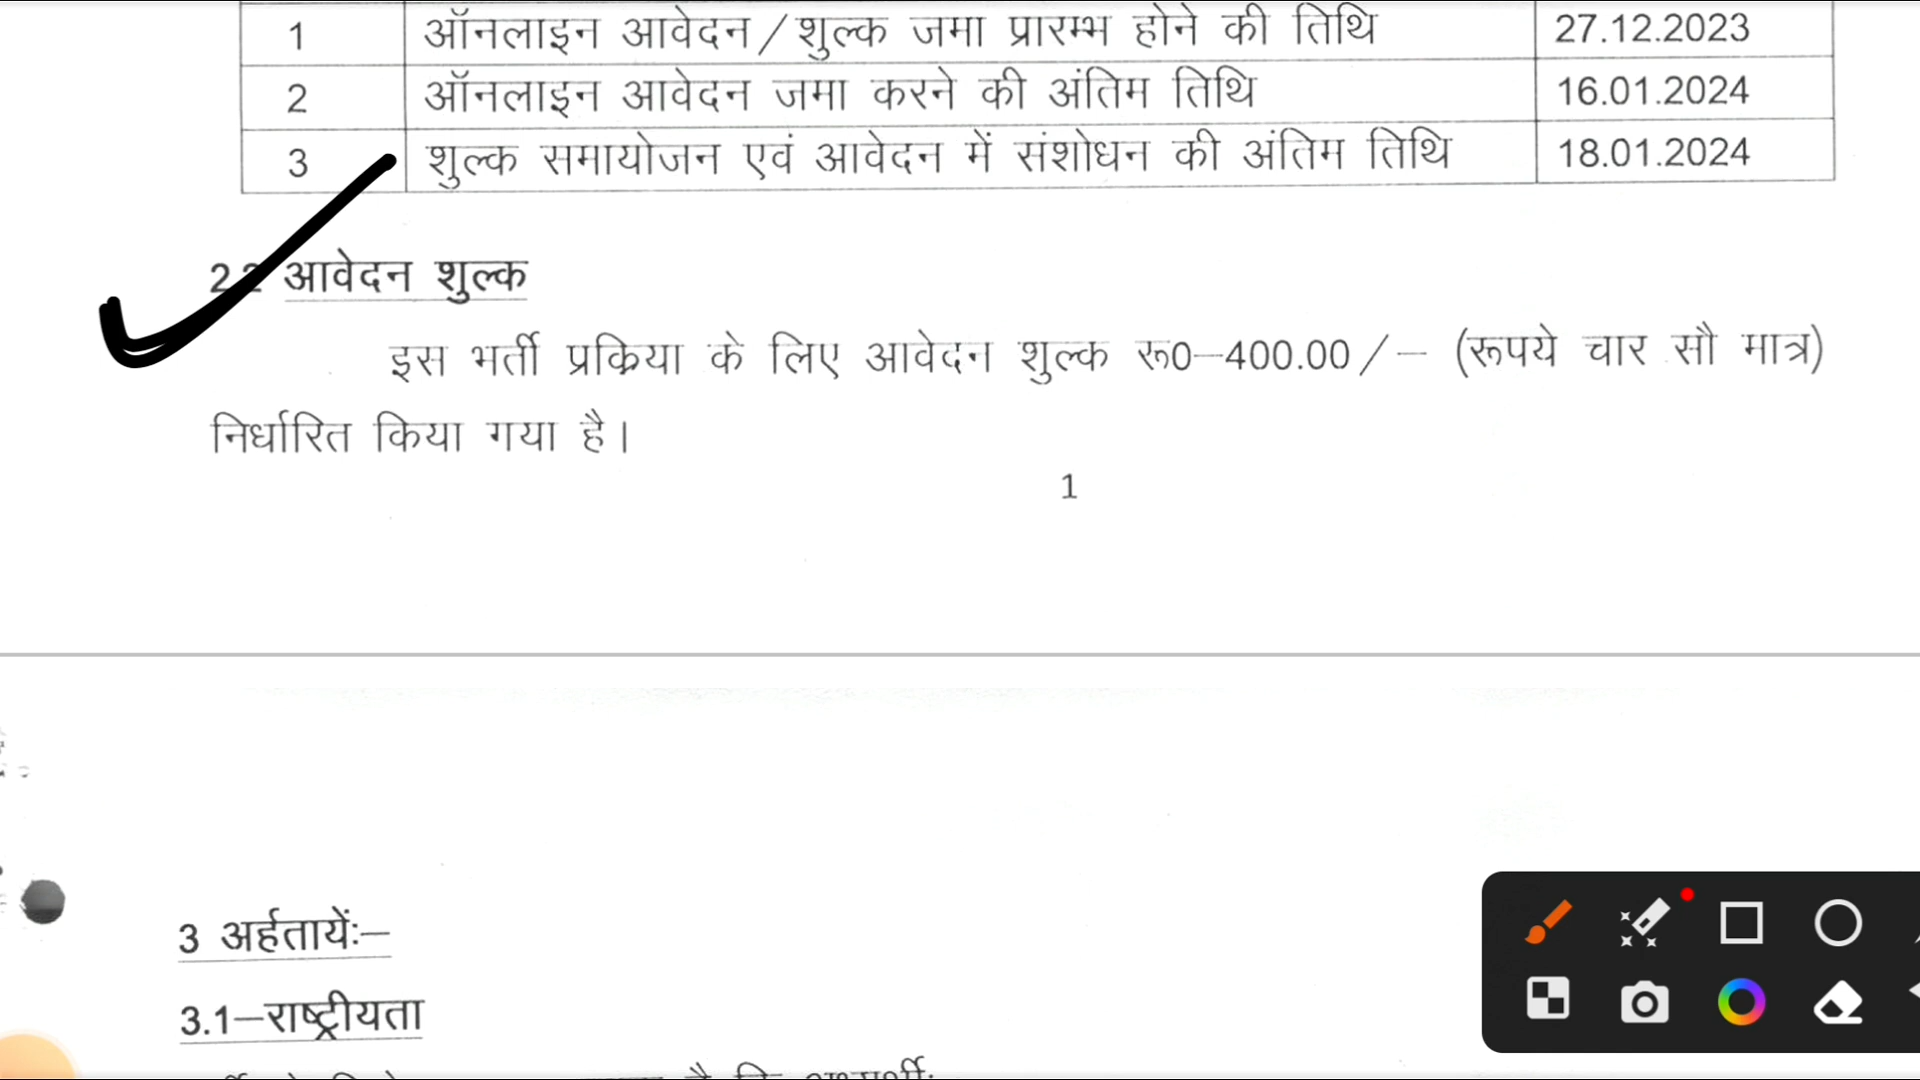 1 ऑनलाइन आवेदन/शुल्क जमा प्रारम्भ होने की तिथि 27.12.2023
2 ऑनलाइन आवेदन जमा करने की अंतिम तिथि 16.01.2024
3 शुल्क समायोजन एवं आवेदन में संशोधन की अंतिम तिथि 18.01.2024
2.2 आवेदन शुल्क
इस भर्ती प्रक्रिया के लिए आवेदन शुल्क रू0–400.00/– (रूपये चार सौ मात्र)
निर्धारित किया गया है।
1
3 अर्हतायें:–
3.1–राष्ट्रीयता